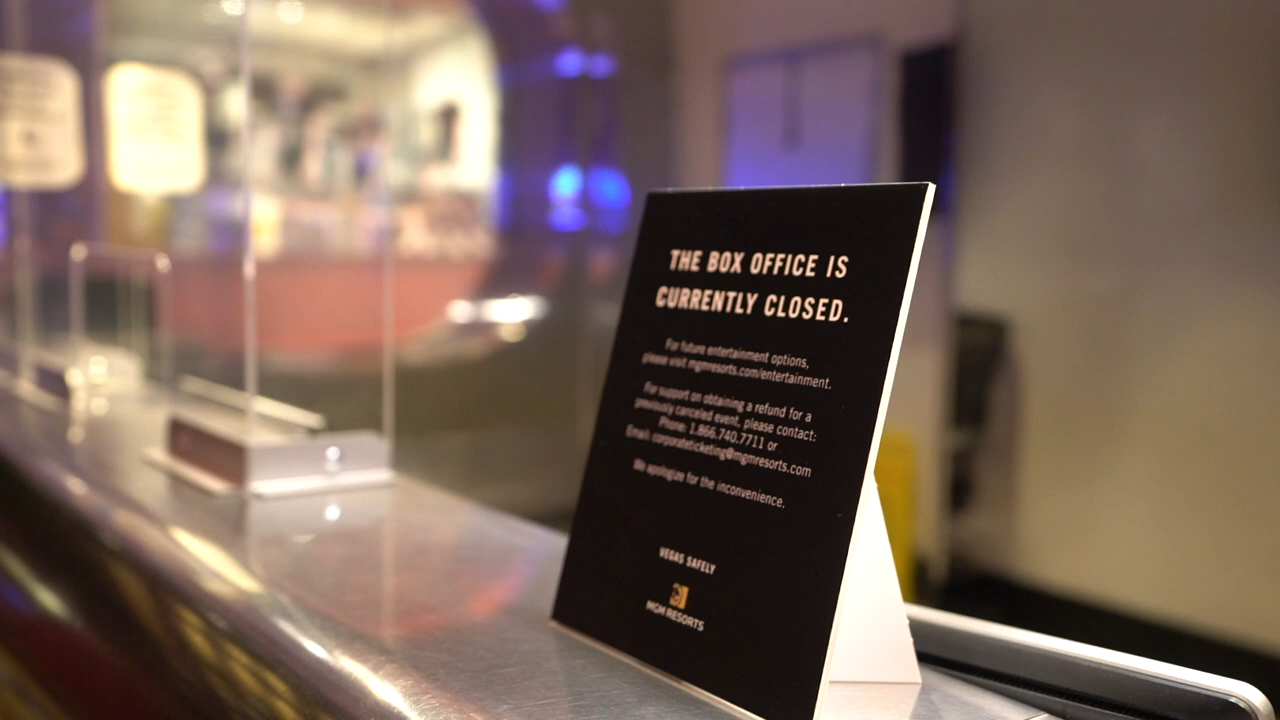 THE BOX OFFICE IS
CURRENTLY CLOSED.
For future entertainment options,
please visit mgmresorts.com/entertainment.
For support on obtaining a refund for a
previously canceled event, please contact:
Phone: 1.866.740.7711 or
Email: corporateticketing@mgmresorts.com
We apologize for the inconvenience.
VEGAS SAFELY
MGM RESORTS